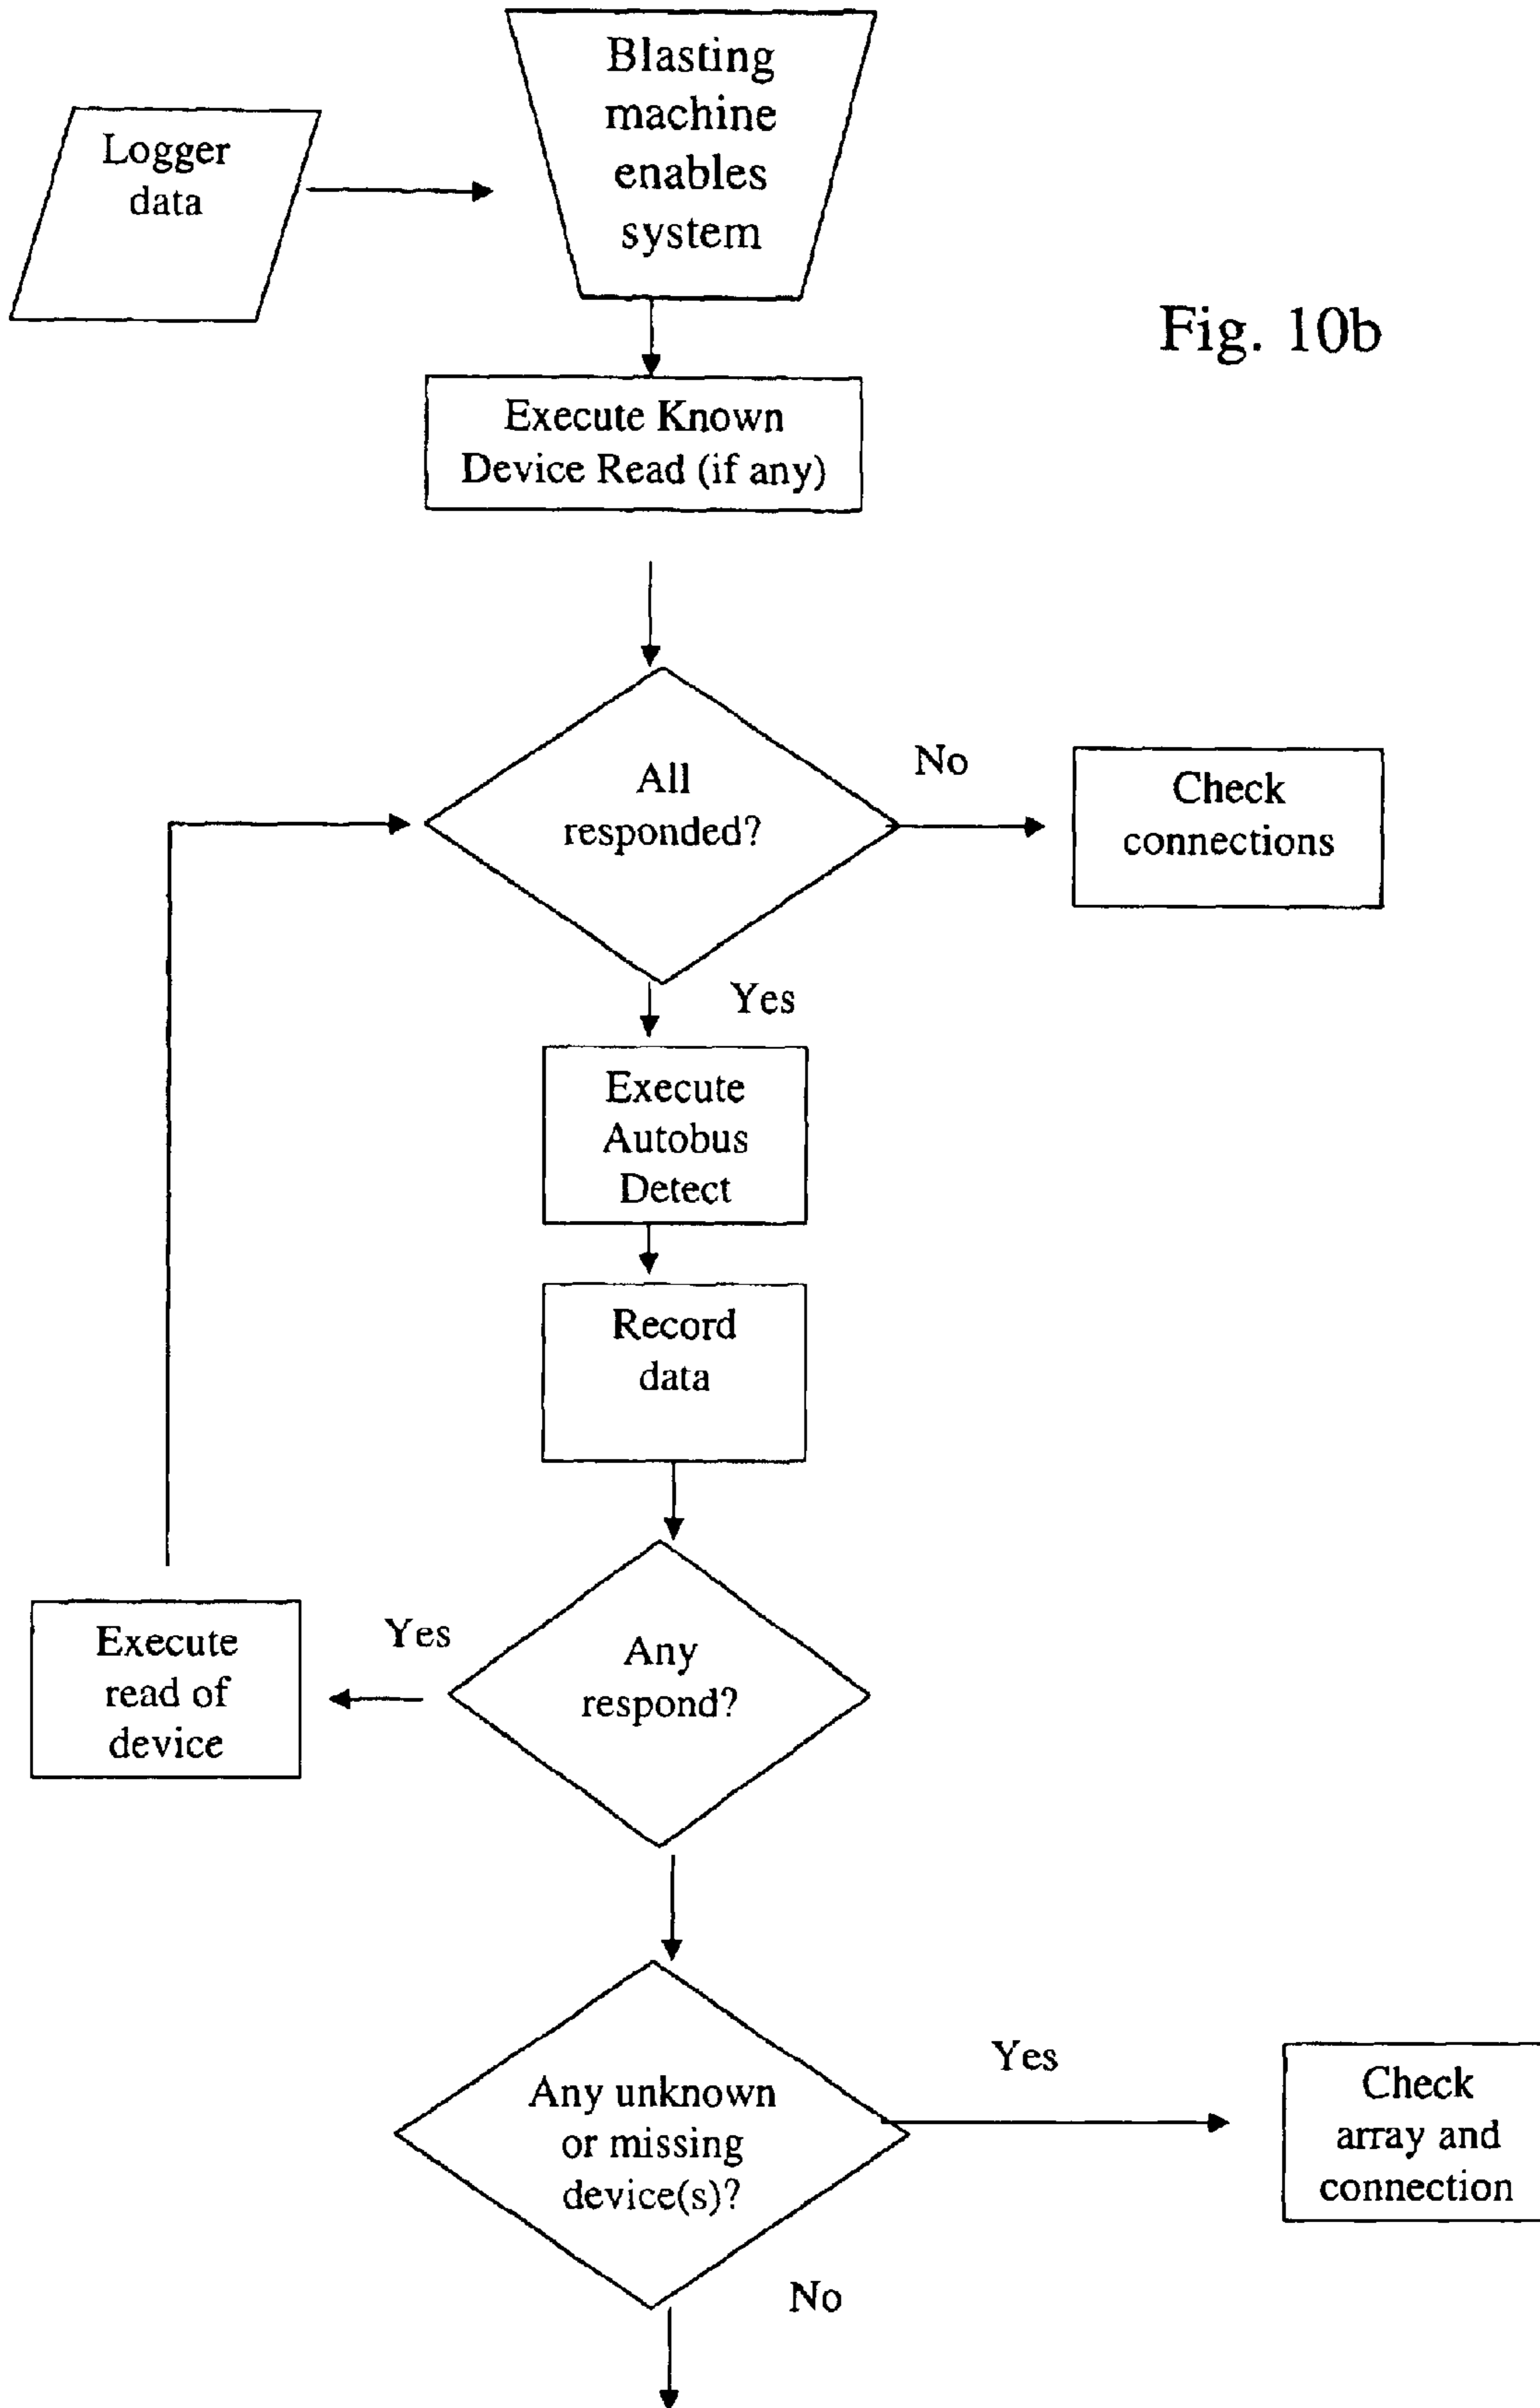 Blasting
machine
enables
system
Logger
data
Fig. 10b
Execute Known
Device Read (if any)
All
responded?
No
Check
connections
Yes
Execute
Autobus
Detect
Record
data
Any
respond?
Yes
Execute
read of
device
Any unknown
or missing
device(s)?
Yes
Check
array and
connection
No